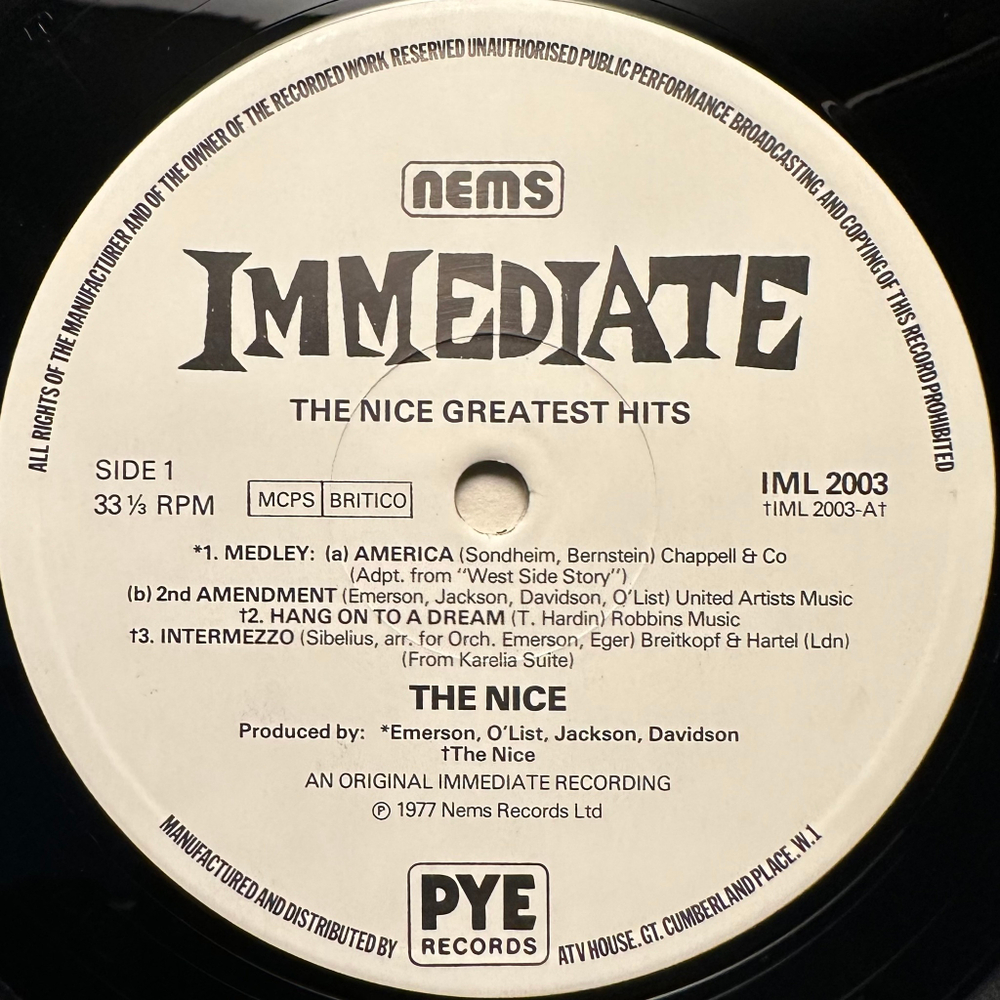 ALL RIGHTS OF THE MANUFACTURER AND OF THE OWNER OF THE RECORDED WORK RESERVED UNAUTHORISED PUBLIC PERFORMANCE BROADCASTING AND COPYING OF THIS RECORD PROHIBITED
nems
IMMEDIATE
THE NICE GREATEST HITS
SIDE 1
33 ⅓ RPM
MCPS BRITICO
IML 2003
†IML 2003-A†
*1. MEDLEY: (a) AMERICA (Sondheim, Bernstein) Chappell & Co
(Adpt. from "West Side Story")
(b) 2nd AMENDMENT (Emerson, Jackson, Davidson, O'List) United Artists Music
†2. HANG ON TO A DREAM (T. Hardin) Robbins Music
†3. INTERMEZZO (Sibelius, arr. for Orch. Emerson, Eger) Breitkopf & Hartel (Ldn)
(From Karelia Suite)
THE NICE
Produced by: *Emerson, O'List, Jackson, Davidson
†The Nice
AN ORIGINAL IMMEDIATE RECORDING
℗ 1977 Nems Records Ltd
MANUFACTURED AND DISTRIBUTED BY
PYE
RECORDS
ATV HOUSE. GT. CUMBERLAND PLACE. W.1